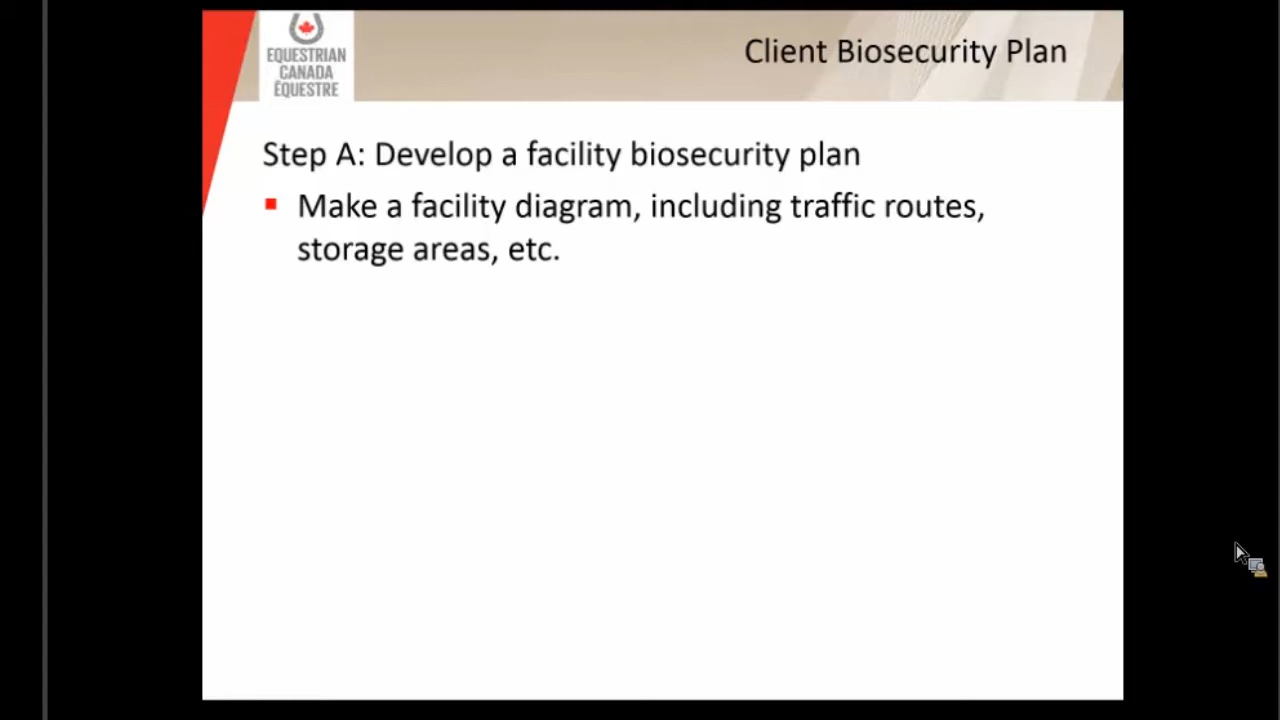 EQUESTRIAN
CANADA
ÉQUESTRE
Client Biosecurity Plan
Step A: Develop a facility biosecurity plan
Make a facility diagram, including traffic routes,
storage areas, etc.